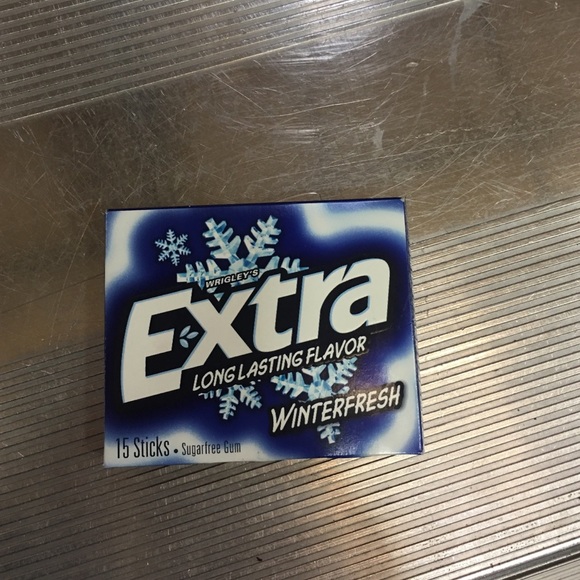 WRIGLEY'S
Extra
LONG LASTING FLAVOR
WINTERFRESH
15 Sticks • Sugarfree Gum